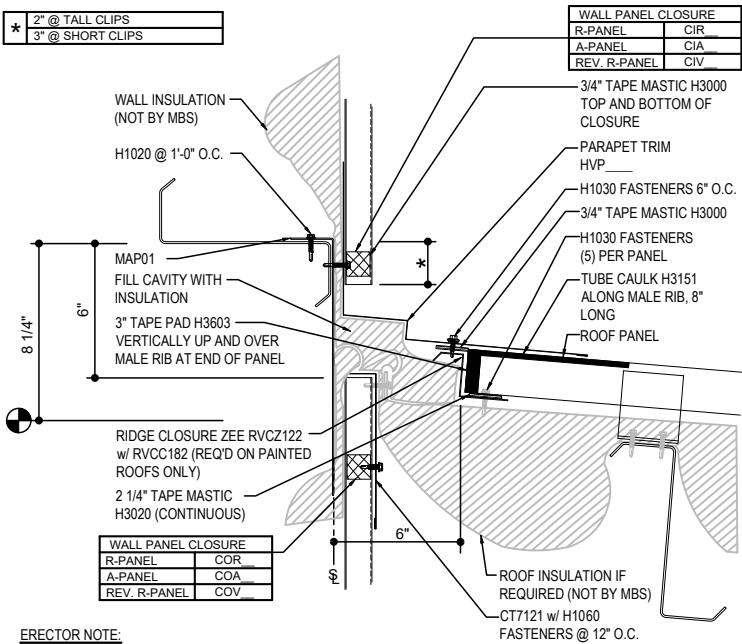 * 2" @ TALL CLIPS
3" @ SHORT CLIPS
WALL PANEL CLOSURE
R-PANEL CIR__
A-PANEL CIA__
REV. R-PANEL CIV__
WALL INSULATION
(NOT BY MBS)
H1020 @ 1'-0" O.C.
MAP01
FILL CAVITY WITH
INSULATION
3" TAPE PAD H3603
VERTICALLY UP AND OVER
MALE RIB AT END OF PANEL
8 1/4"
6"
*
3/4" TAPE MASTIC H3000
TOP AND BOTTOM OF
CLOSURE
PARAPET TRIM
HVP____
H1030 FASTENERS 6" O.C.
3/4" TAPE MASTIC H3000
H1030 FASTENERS
(5) PER PANEL
TUBE CAULK H3151
ALONG MALE RIB, 8"
LONG
ROOF PANEL
RIDGE CLOSURE ZEE RVCZ122
w/ RVCC182 (REQ'D ON PAINTED
ROOFS ONLY)
2 1/4" TAPE MASTIC
H3020 (CONTINUOUS)
6"
WALL PANEL CLOSURE
R-PANEL COR__
A-PANEL COA__
REV. R-PANEL COV__
SL
ROOF INSULATION IF
REQUIRED (NOT BY MBS)
CT7121 w/ H1060
FASTENERS @ 12" O.C.
ERECTOR NOTE: